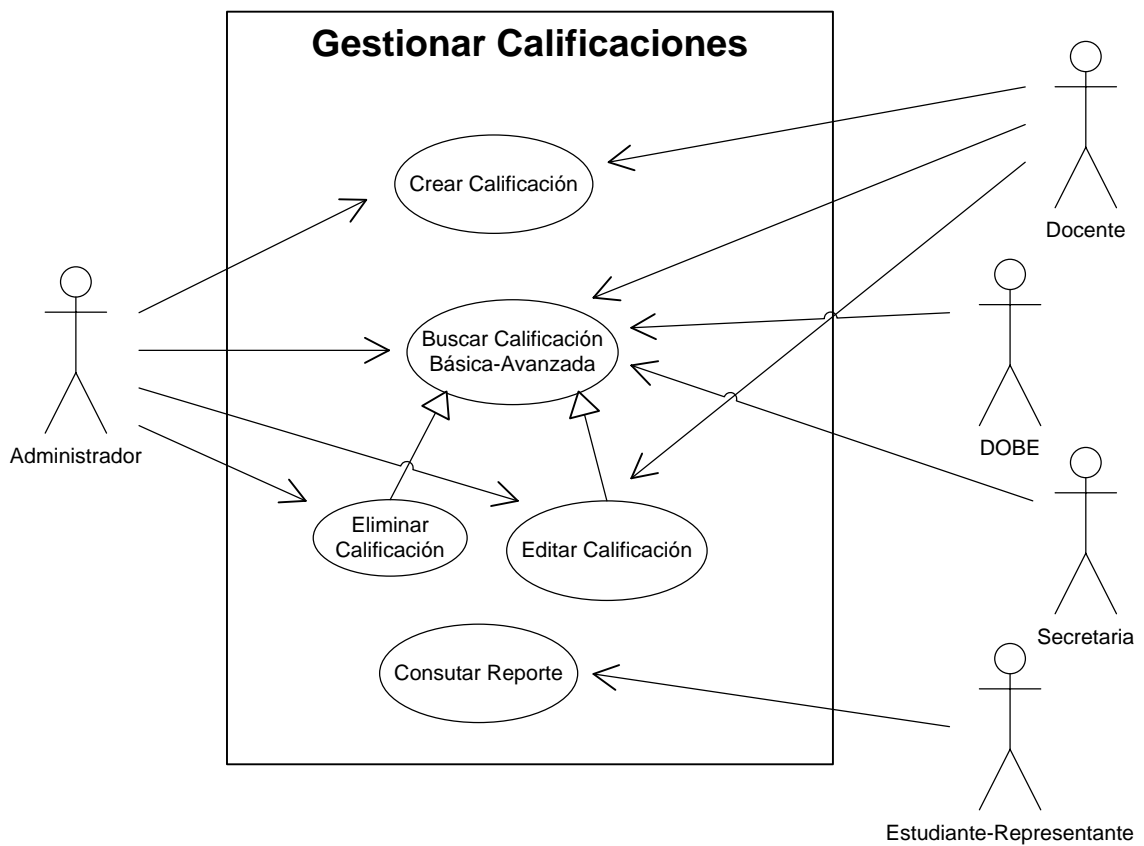 Gestionar Calificaciones
Crear Calificación
Docente
Buscar Calificación
Básica-Avanzada
Administrador
DOBE
Eliminar
Calificación
Editar Calificación
Secretaria
Consutar Reporte
Estudiante-Representante